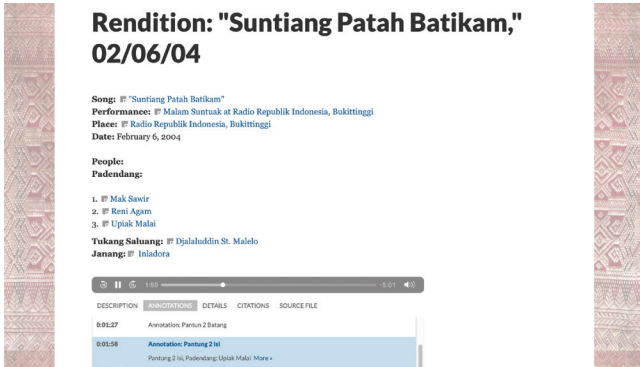 Rendition: "Suntiang Patah Batikam,"
02/06/04
Song: "Suntiang Patah Batikam"
Performance: Malam Suntuak at Radio Republik Indonesia, Bukittinggi
Place: Radio Republik Indonesia, Bukittinggi
Date: February 6, 2004
People:
Padendang:
1. Mak Sawir
2. Reni Agam
3. Upiak Malai
Tukang Saluang: Djalaluddin St. Malelo
Janang: Inladora
1:59 -5:01
DESCRIPTION ANNOTATIONS DETAILS CITATIONS SOURCE FILE
0:01:27 Annotation: Pantun 2 Batang
0:01:58 Annotation: Pantung 2 Isi
Pantung 2 Isi, Padendang: Upiak Malai More »